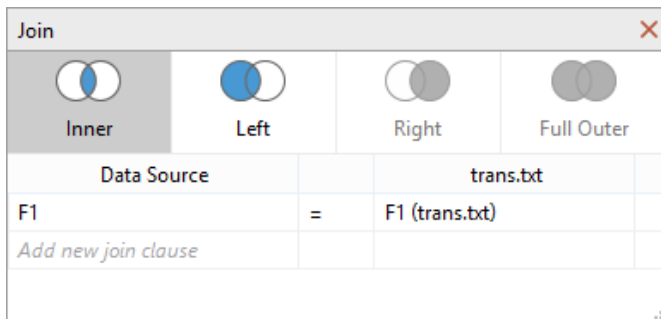 Join
Inner Left Right Full Outer
Data Source trans.txt
F1 = F1 (trans.txt)
Add new join clause